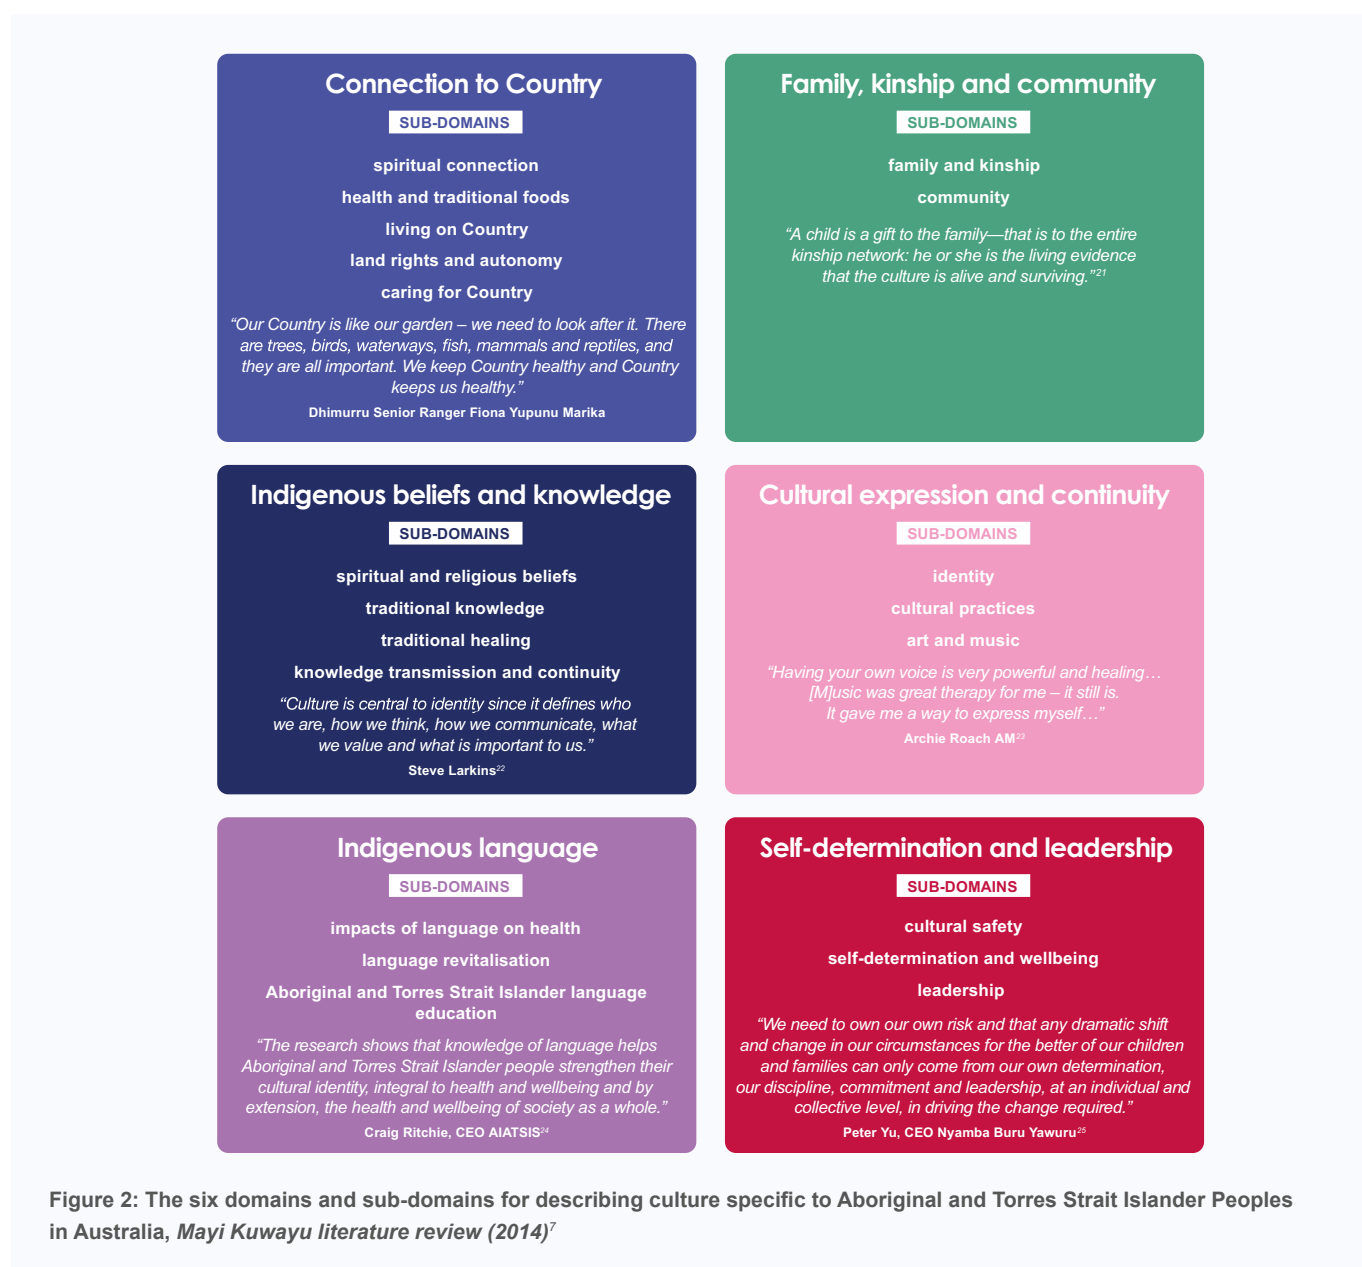 Connection to Country
SUB-DOMAINS
spiritual connection
health and traditional foods
living on Country
land rights and autonomy
caring for Country
“Our Country is like our garden – we need to look after it. There
are trees, birds, waterways, fish, mammals and reptiles, and
they are all important. We keep Country healthy and Country
keeps us healthy.”
Dhimurru Senior Ranger Fiona Yupunu Marika
Family, kinship and community
SUB-DOMAINS
family and kinship
community
“A child is a gift to the family—that is to the entire
kinship network: he or she is the living evidence
that the culture is alive and surviving.”21
Indigenous beliefs and knowledge
SUB-DOMAINS
spiritual and religious beliefs
traditional knowledge
traditional healing
knowledge transmission and continuity
“Culture is central to identity since it defines who
we are, how we think, how we communicate, what
we value and what is important to us.”
Steve Larkins22
Cultural expression and continuity
SUB-DOMAINS
identity
cultural practices
art and music
“Having your own voice is very powerful and healing…
[M]usic was great therapy for me – it still is.
It gave me a way to express myself…”
Archie Roach AM23
Indigenous language
SUB-DOMAINS
impacts of language on health
language revitalisation
Aboriginal and Torres Strait Islander language
education
“The research shows that knowledge of language helps
Aboriginal and Torres Strait Islander people strengthen their
cultural identity, integral to health and wellbeing and by
extension, the health and wellbeing of society as a whole.”
Craig Ritchie, CEO AIATSIS24
Self-determination and leadership
SUB-DOMAINS
cultural safety
self-determination and wellbeing
leadership
“We need to own our own risk and that any dramatic shift
and change in our circumstances for the better of our children
and families can only come from our own determination,
our discipline, commitment and leadership, at an individual and
collective level, in driving the change required.”
Peter Yu, CEO Nyamba Buru Yawuru25
Figure 2: The six domains and sub-domains for describing culture specific to Aboriginal and Torres Strait Islander Peoples
in Australia, Mayi Kuwayu literature review (2014)7